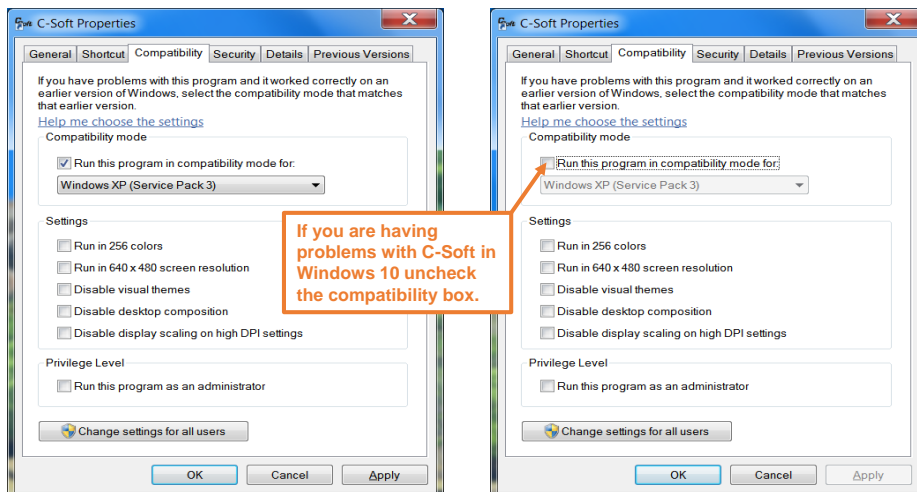 C-Soft Properties
General Shortcut Compatibility Security Details Previous Versions
If you have problems with this program and it worked correctly on an
earlier version of Windows, select the compatibility mode that matches
that earlier version.
Help me choose the settings
Compatibility mode
Run this program in compatibility mode for:
Windows XP (Service Pack 3)
Settings
Run in 256 colors
Run in 640 x 480 screen resolution
Disable visual themes
Disable desktop composition
Disable display scaling on high DPI settings
Privilege Level
Run this program as an administrator
Change settings for all users
OK Cancel Apply
If you are having
problems with C-Soft in
Windows 10 uncheck
the compatibility box.
C-Soft Properties
General Shortcut Compatibility Security Details Previous Versions
If you have problems with this program and it worked correctly on an
earlier version of Windows, select the compatibility mode that matches
that earlier version.
Help me choose the settings
Compatibility mode
Run this program in compatibility mode for:
Windows XP (Service Pack 3)
Settings
Run in 256 colors
Run in 640 x 480 screen resolution
Disable visual themes
Disable desktop composition
Disable display scaling on high DPI settings
Privilege Level
Run this program as an administrator
Change settings for all users
OK Cancel Apply